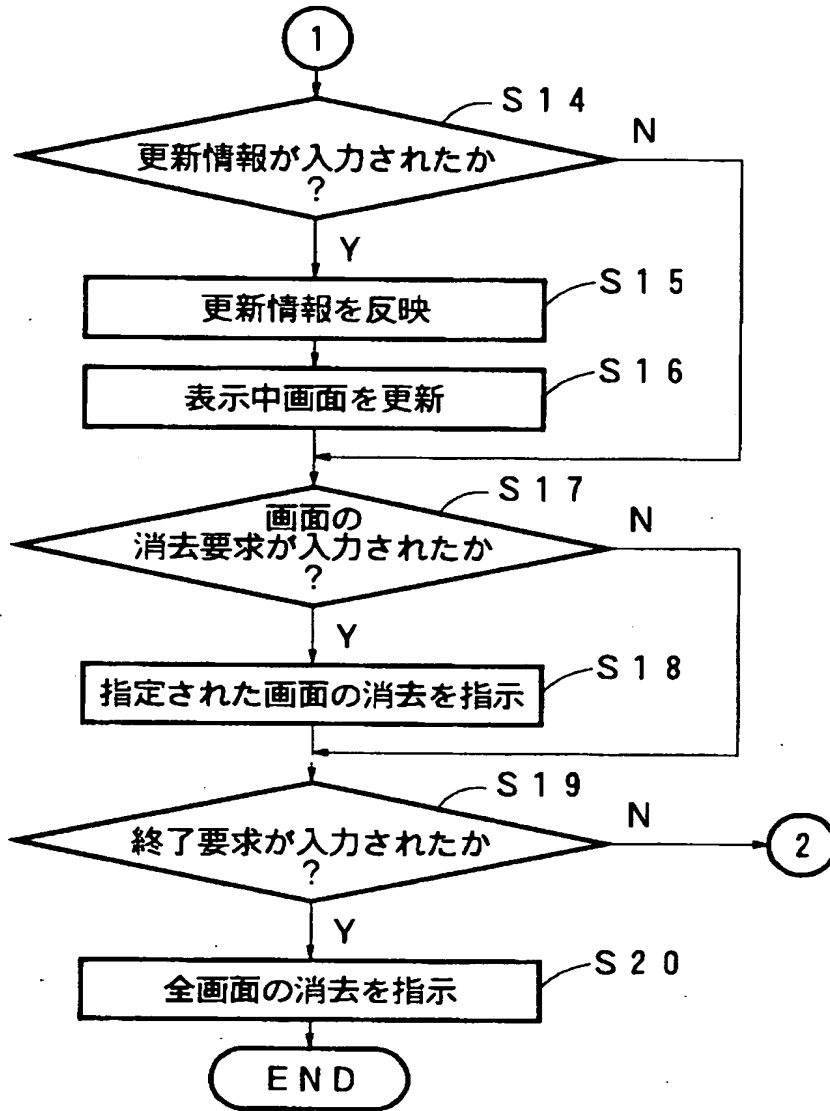 1
S14
更新情報が入力されたか
?
N
Y
S15
更新情報を反映
S16
表示中画面を更新
S17
画面の
消去要求が入力されたか
?
N
Y
S18
指定された画面の消去を指示
S19
終了要求が入力されたか
?
N
2
Y
S20
全画面の消去を指示
END